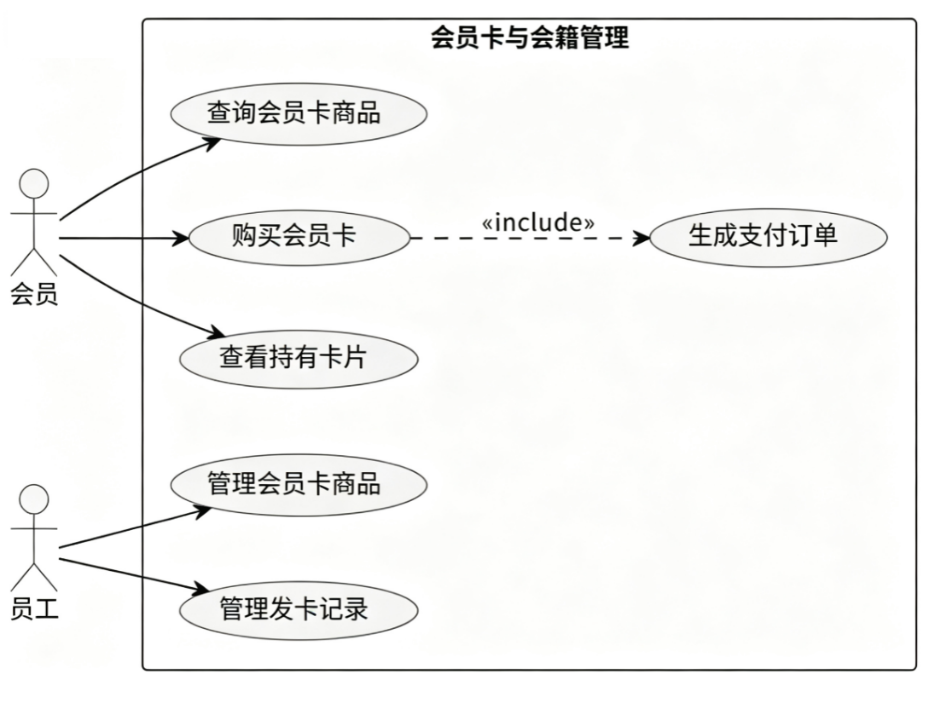 会员卡与会籍管理
查询会员卡商品
购买会员卡
«include»
生成支付订单
会员
查看持有卡片
管理会员卡商品
员工
管理发卡记录